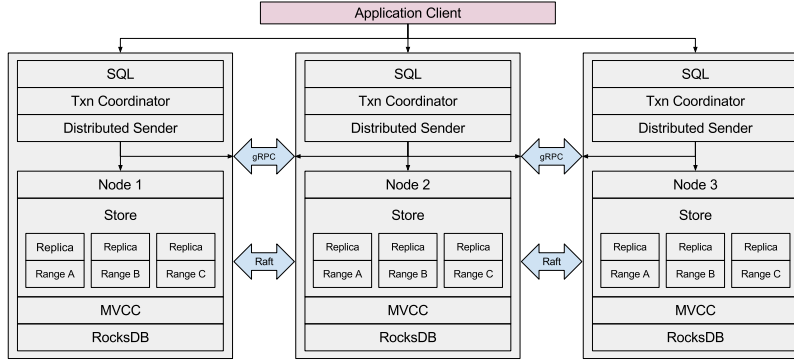 Application Client
SQL
Txn Coordinator
Distributed Sender
Node 1
Store
Replica
Range A
Replica
Range B
Replica
Range C
MVCC
RocksDB
gRPC
Raft
SQL
Txn Coordinator
Distributed Sender
Node 2
Store
Replica
Range A
Replica
Range B
Replica
Range C
MVCC
RocksDB
gRPC
Raft
SQL
Txn Coordinator
Distributed Sender
Node 3
Store
Replica
Range A
Replica
Range B
Replica
Range C
MVCC
RocksDB